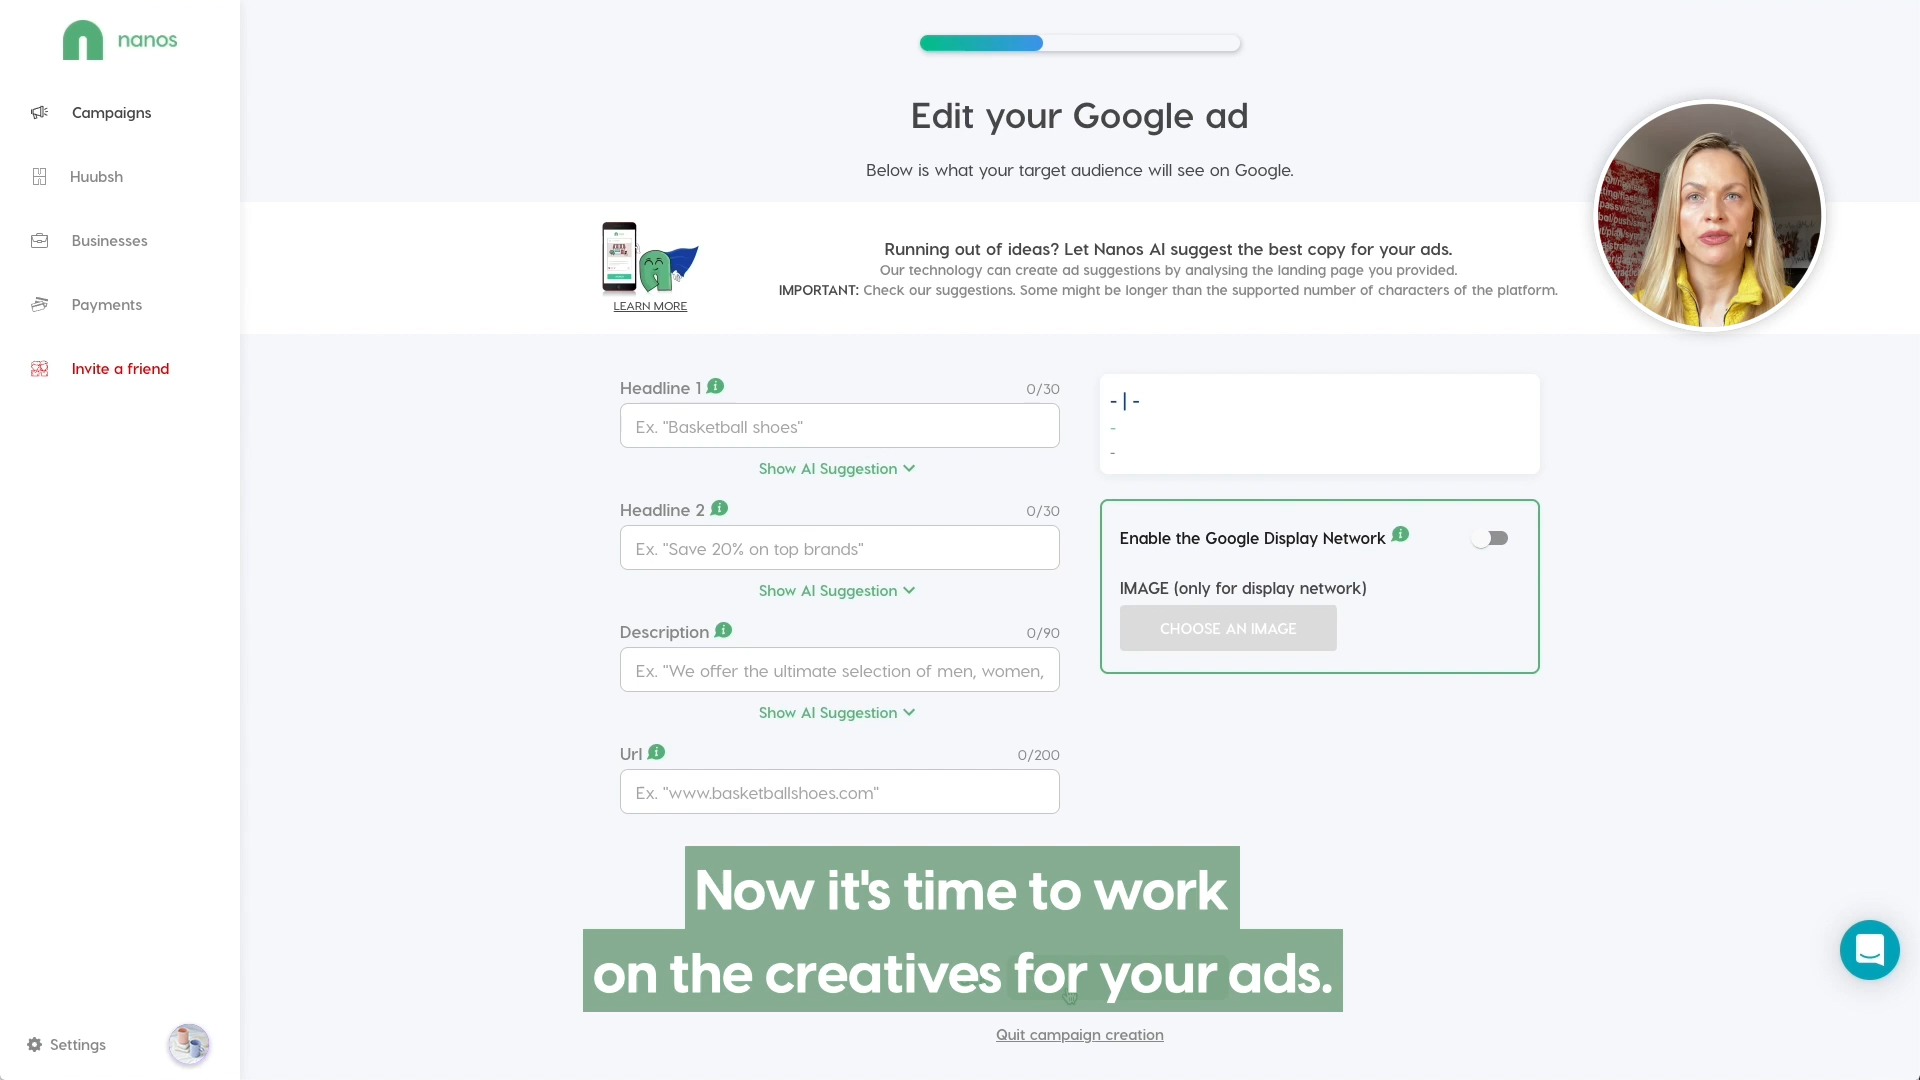 nanos
Campaigns
Huubsh
Businesses
Payments
Invite a friend
Settings
Edit your Google ad
Below is what your target audience will see on Google.
LEARN MORE
Running out of ideas? Let Nanos AI suggest the best copy for your ads.
Our technology can create ad suggestions by analysing the landing page you provided.
IMPORTANT: Check our suggestions. Some might be longer than the supported number of characters of the platform.
Headline 1 0/30
Ex. "Basketball shoes"
Show AI Suggestion
Headline 2 0/30
Ex. "Save 20% on top brands"
Show AI Suggestion
Description 0/90
Ex. "We offer the ultimate selection of men, women,
Show AI Suggestion
Url 0/200
Ex. "www.basketballshoes.com"
- | -
-
-
Enable the Google Display Network
IMAGE (only for display network)
CHOOSE AN IMAGE
Now it's time to work
on the creatives for your ads.
Quit campaign creation